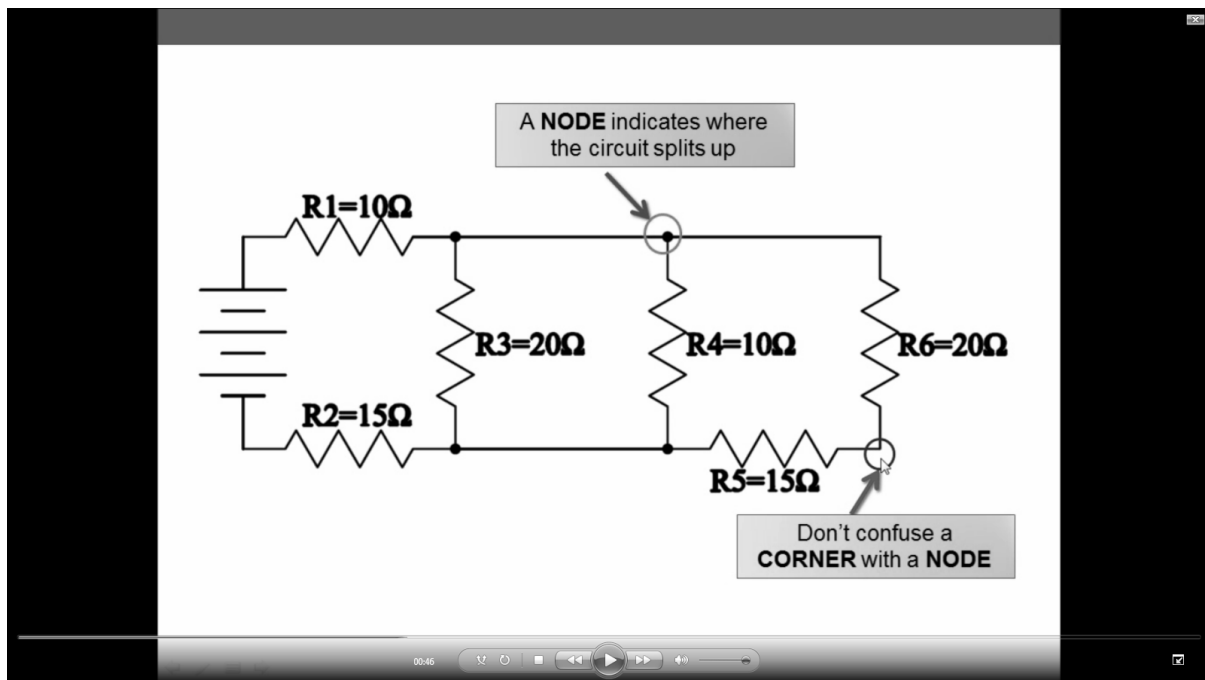 A NODE indicates where
the circuit splits up
R1=10Ω
R3=20Ω
R4=10Ω
R6=20Ω
R2=15Ω
R5=15Ω
Don't confuse a
CORNER with a NODE
00:46